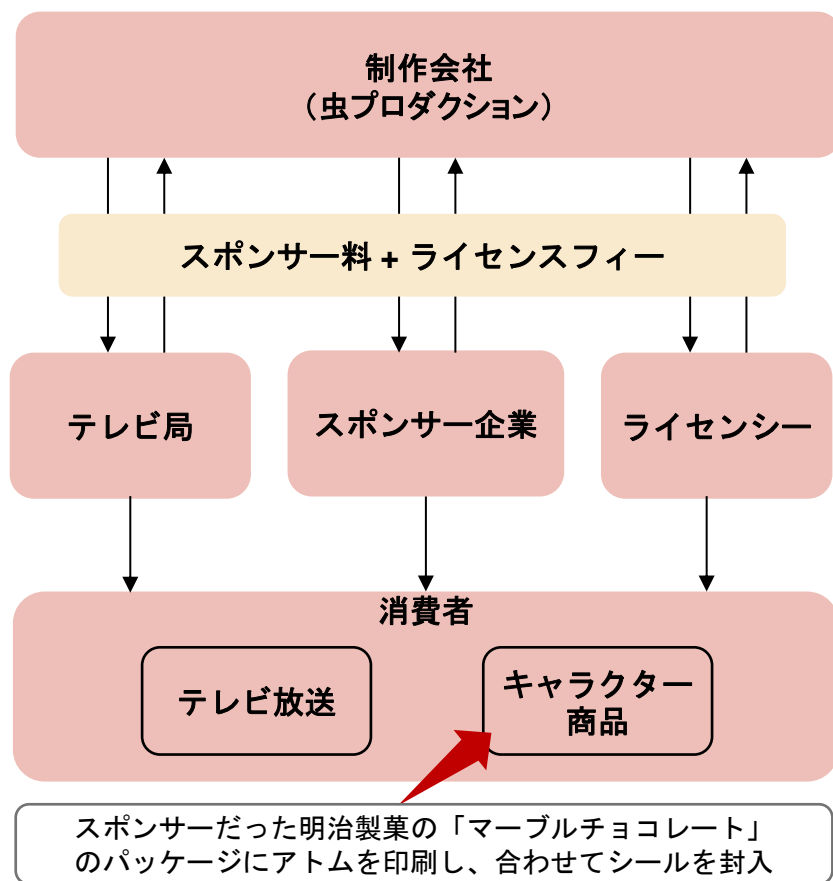 制作会社
（虫プロダクション）
スポンサー料 + ライセンスフィー
テレビ局
スポンサー企業
ライセンシー
消費者
テレビ放送
キャラクター
商品
スポンサーだった明治製菓の「マーブルチョコレート」
のパッケージにアトムを印刷し、合わせてシールを封入